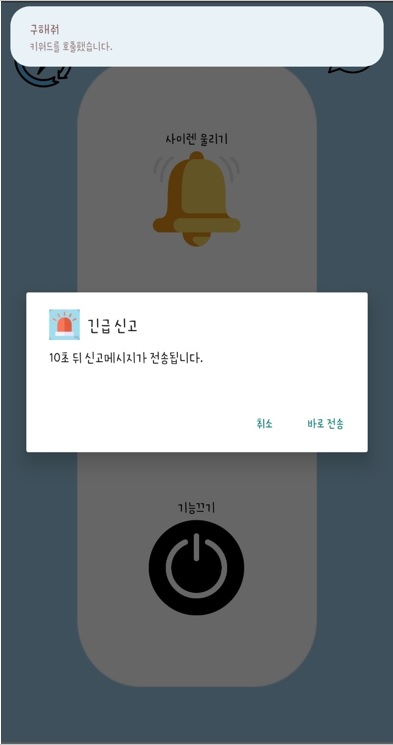 구해줘
키워드를 호출했습니다.
사이렌 울리기
긴급 신고
10초 뒤 신고메시지가 전송됩니다.
취소
바로 전송
기능끄기